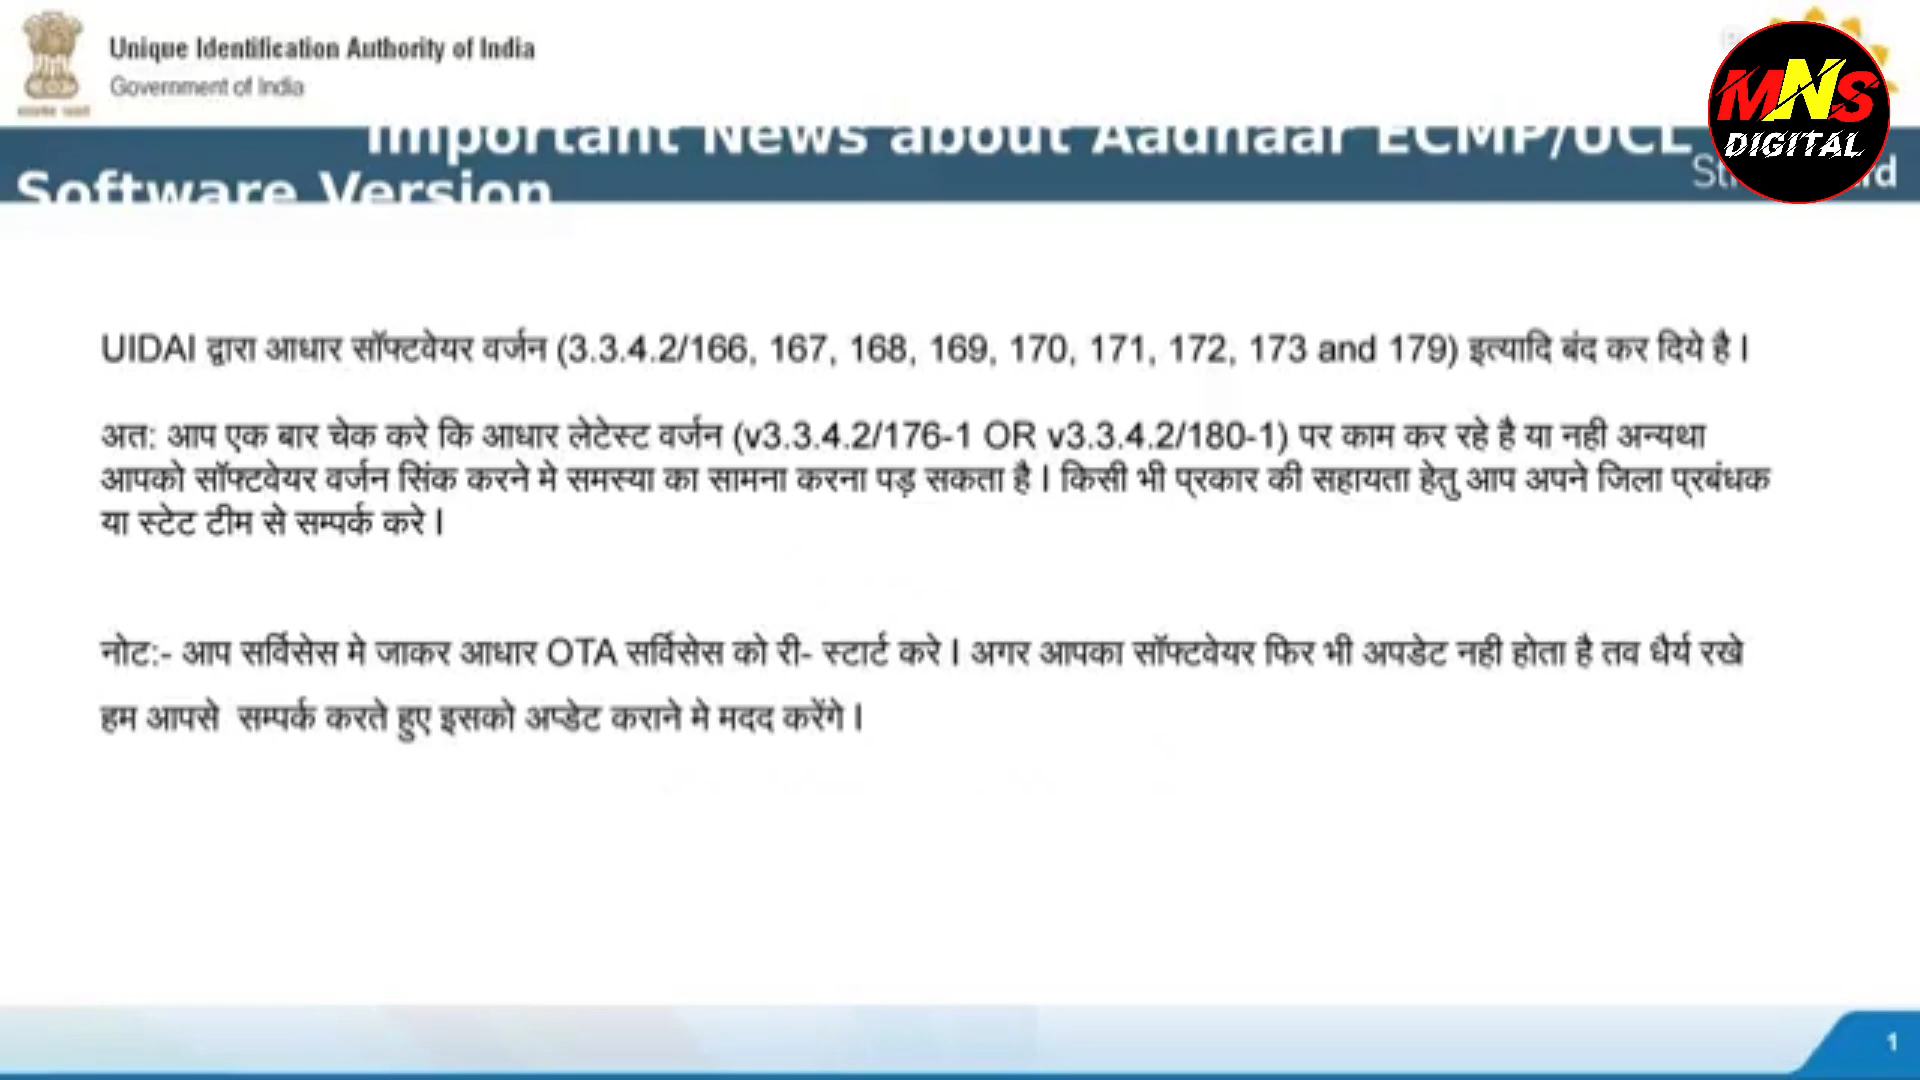 Unique Identification Authority of India
Government of India
MNS
DIGITAL
Important News about Aadhaar ECMP/UCL
Software Version
UIDAI द्वारा आधार सॉफ्टवेयर वर्जन (3.3.4.2/166, 167, 168, 169, 170, 171, 172, 173 and 179) इत्यादि बंद कर दिये है।
अत: आप एक बार चेक करे कि आधार लेटेस्ट वर्जन (v3.3.4.2/176-1 OR v3.3.4.2/180-1) पर काम कर रहे है या नही अन्यथा
आपको सॉफ्टवेयर वर्जन सिंक करने मे समस्या का सामना करना पड़ सकता है। किसी भी प्रकार की सहायता हेतु आप अपने जिला प्रबंधक
या स्टेट टीम से सम्पर्क करे।
नोट:- आप सर्विसेस मे जाकर आधार OTA सर्विसेस को री- स्टार्ट करे। अगर आपका सॉफ्टवेयर फिर भी अपडेट नही होता है तव धैर्य रखे
हम आपसे सम्पर्क करते हुए इसको अप्डेट कराने मे मदद करेंगे।
1